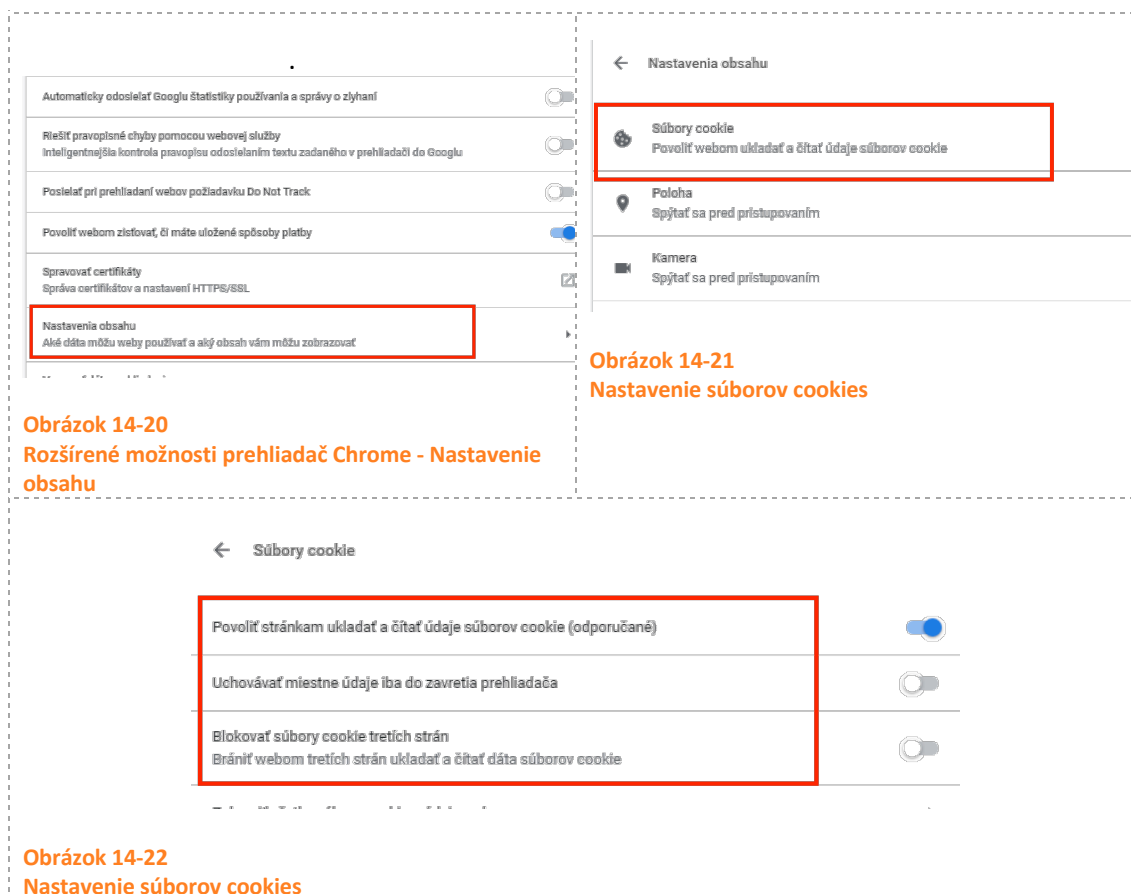 .
Automaticky odosielať Googlu štatistiky používania a správy o zlyhaní
Riešiť pravopisné chyby pomocou webovej služby
Inteligentnejšia kontrola pravopisu odosielaním textu zadaného v prehliadači do Googlu
Posielať pri prehliadaní webov požiadavku Do Not Track
Povoliť webom zisťovať, či máte uložené spôsoby platby
Spravovať certifikáty
Správa certifikátov a nastavení HTTPS/SSL
Nastavenia obsahu
Aké dáta môžu weby používať a aký obsah vám môžu zobrazovať
Obrázok 14-20
Rozšírené možnosti prehliadač Chrome - Nastavenie
obsahu
Nastavenia obsahu
Súbory cookie
Povoliť webom ukladať a čítať údaje súborov cookie
Poloha
Spýtať sa pred pristupovaním
Kamera
Spýtať sa pred pristupovaním
Obrázok 14-21
Nastavenie súborov cookies
Súbory cookie
Povoliť stránkam ukladať a čítať údaje súborov cookie (odporučané)
Uchovávať miestne údaje iba do zavretia prehliadača
Blokovať súbory cookie tretích strán
Brániť webom tretích strán ukladať a čítať dáta súborov cookie
Obrázok 14-22
Nastavenie súborov cookies